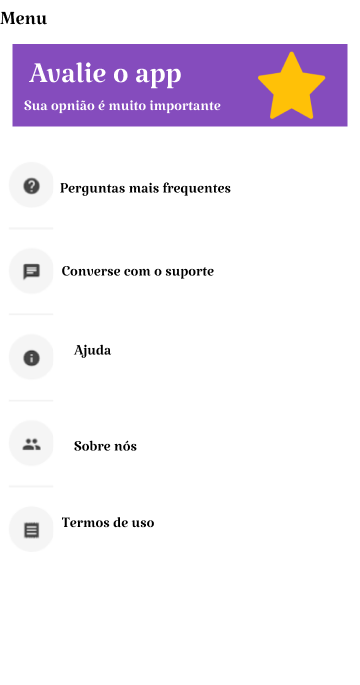 Menu
Avalie o app
Sua opnião é muito importante
Perguntas mais frequentes
Converse com o suporte
Ajuda
Sobre nós
Termos de uso